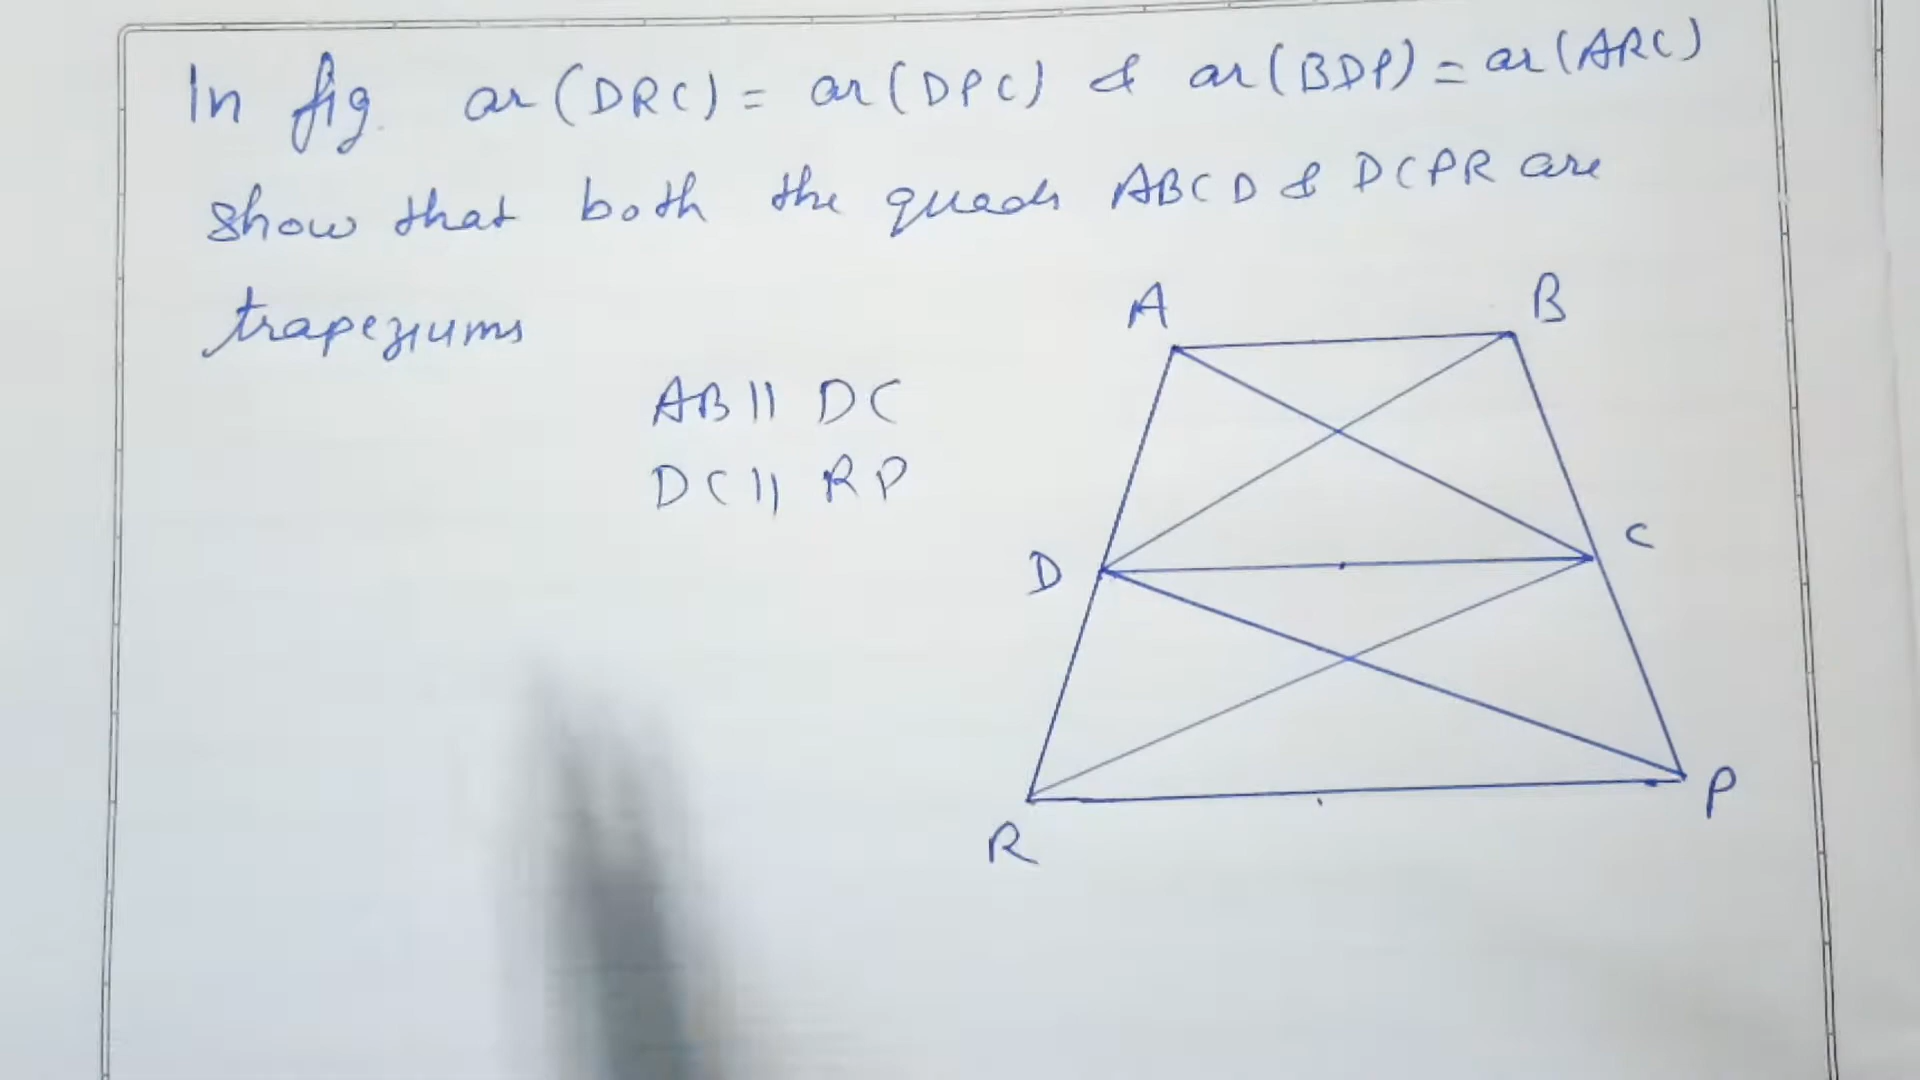 In fig. ar (DRC) = ar (DPC) & ar (BDP) = ar (ARC)
show that both the quads ABCD & DCPR are
trapeziums
A
B
AB || DC
DC || RP
D
C
R
P